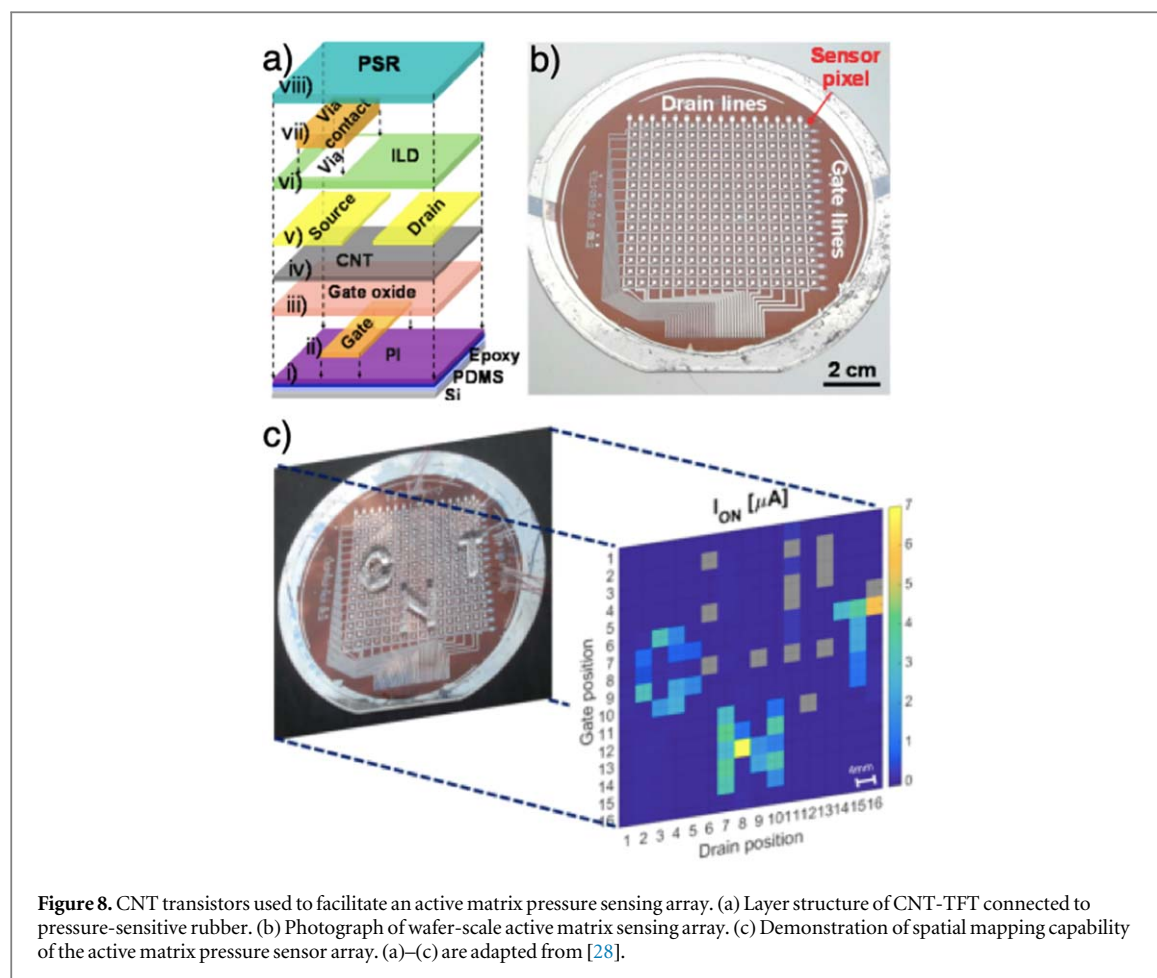 a)
viii)
PSR
vii)
Via contact
vi)
Via
ILD
v)
Source
Drain
iv)
CNT
iii)
Gate oxide
ii)
Gate
i)
PI
Epoxy
PDMS
Si
b)
Sensor
pixel
Drain lines
Gate lines
2 cm
c)
I_ON [μA]
7
6
5
4
3
2
1
0
Gate position
1
2
3
4
5
6
7
8
9
10
11
12
13
14
15
16
4mm
1 2 3 4 5 6 7 8 9 10 11 12 13 14 15 16
Drain position
Figure 8. CNT transistors used to facilitate an active matrix pressure sensing array. (a) Layer structure of CNT-TFT connected to
pressure-sensitive rubber. (b) Photograph of wafer-scale active matrix sensing array. (c) Demonstration of spatial mapping capability
of the active matrix pressure sensor array. (a)–(c) are adapted from [28].